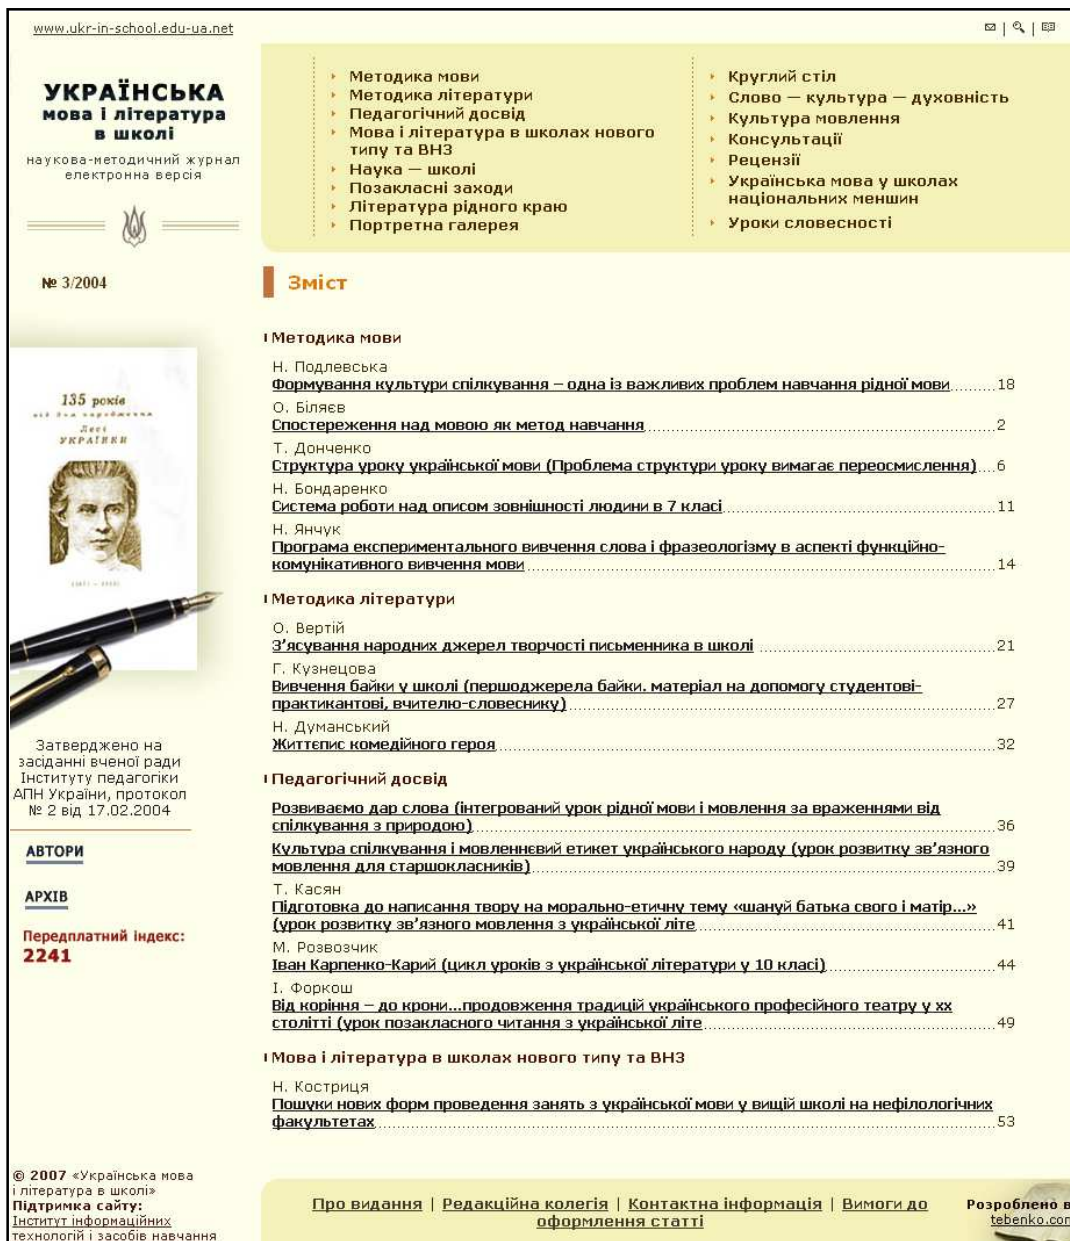 www.ukr-in-school.edu-ua.net
УКРАЇНСЬКА
мова і література
в школі
наукова-методичний журнал
електронна версія
Методика мови
Методика літератури
Педагогічний досвід
Мова і література в школах нового
типу та ВНЗ
Наука — школі
Позакласні заходи
Література рідного краю
Портретна галерея
Круглий стіл
Слово — культура — духовність
Культура мовлення
Консультації
Рецензії
Українська мова у школах
національних меншин
Уроки словесності
№ 3/2004
135 років
від дня народження
Лесі
УКРАЇНКИ
Затверджено на
засіданні вченої ради
Інституту педагогіки
АПН України, протокол
№ 2 від 17.02.2004
АВТОРИ
АРХІВ
Передплатний індекс:
2241
Зміст
Методика мови
Н. Подлевська
Формування культури спілкування – одна із важливих проблем навчання рідної мови.........18
О. Біляєв
Спостереження над мовою як метод навчання.........2
Т. Донченко
Структура уроку української мови (Проблема структури уроку вимагає переосмислення)....6
Н. Бондаренко
Система роботи над описом зовнішності людини в 7 класі.........11
Н. Янчук
Програма експериментального вивчення слова і фразеологізму в аспекті функційно-
комунікативного вивчення мови.........14
Методика літератури
О. Вертій
З’ясування народних джерел творчості письменника в школі .........21
Г. Кузнецова
Вивчення байки у школі (першоджерела байки. матеріал на допомогу студентові-
практикантові, вчителю-словеснику).........27
Н. Думанський
Життєпис комедійного героя.........32
Педагогічний досвід
Розвиваємо дар слова (інтегрований урок рідної мови і мовлення за враженнями від
спілкування з природою).........36
Культура спілкування і мовленнєвий етикет українського народу (урок розвитку зв’язного
мовлення для старшокласників).........39
Т. Касян
Підготовка до написання твору на морально-етичну тему «шануй батька свого і матір...»
(урок розвитку зв’язного мовлення з української літе.........41
М. Розвозчик
Іван Карпенко-Карий (цикл уроків з української літератури у 10 класі).........44
І. Форкош
Від коріння – до крони...продовження традицій українського професійного театру у хх
столітті (урок позакласного читання з української літе.........49
Мова і література в школах нового типу та ВНЗ
Н. Костриця
Пошуки нових форм проведення занять з української мови у вищій школі на нефілологічних
факультетах.........53
© 2007 «Українська мова
і література в школі»
Підтримка сайту:
Інститут інформаційних
технологій і засобів навчання
Про видання | Редакційна колегія | Контактна інформація | Вимоги до
оформлення статті
Розроблено в
tebenko.com